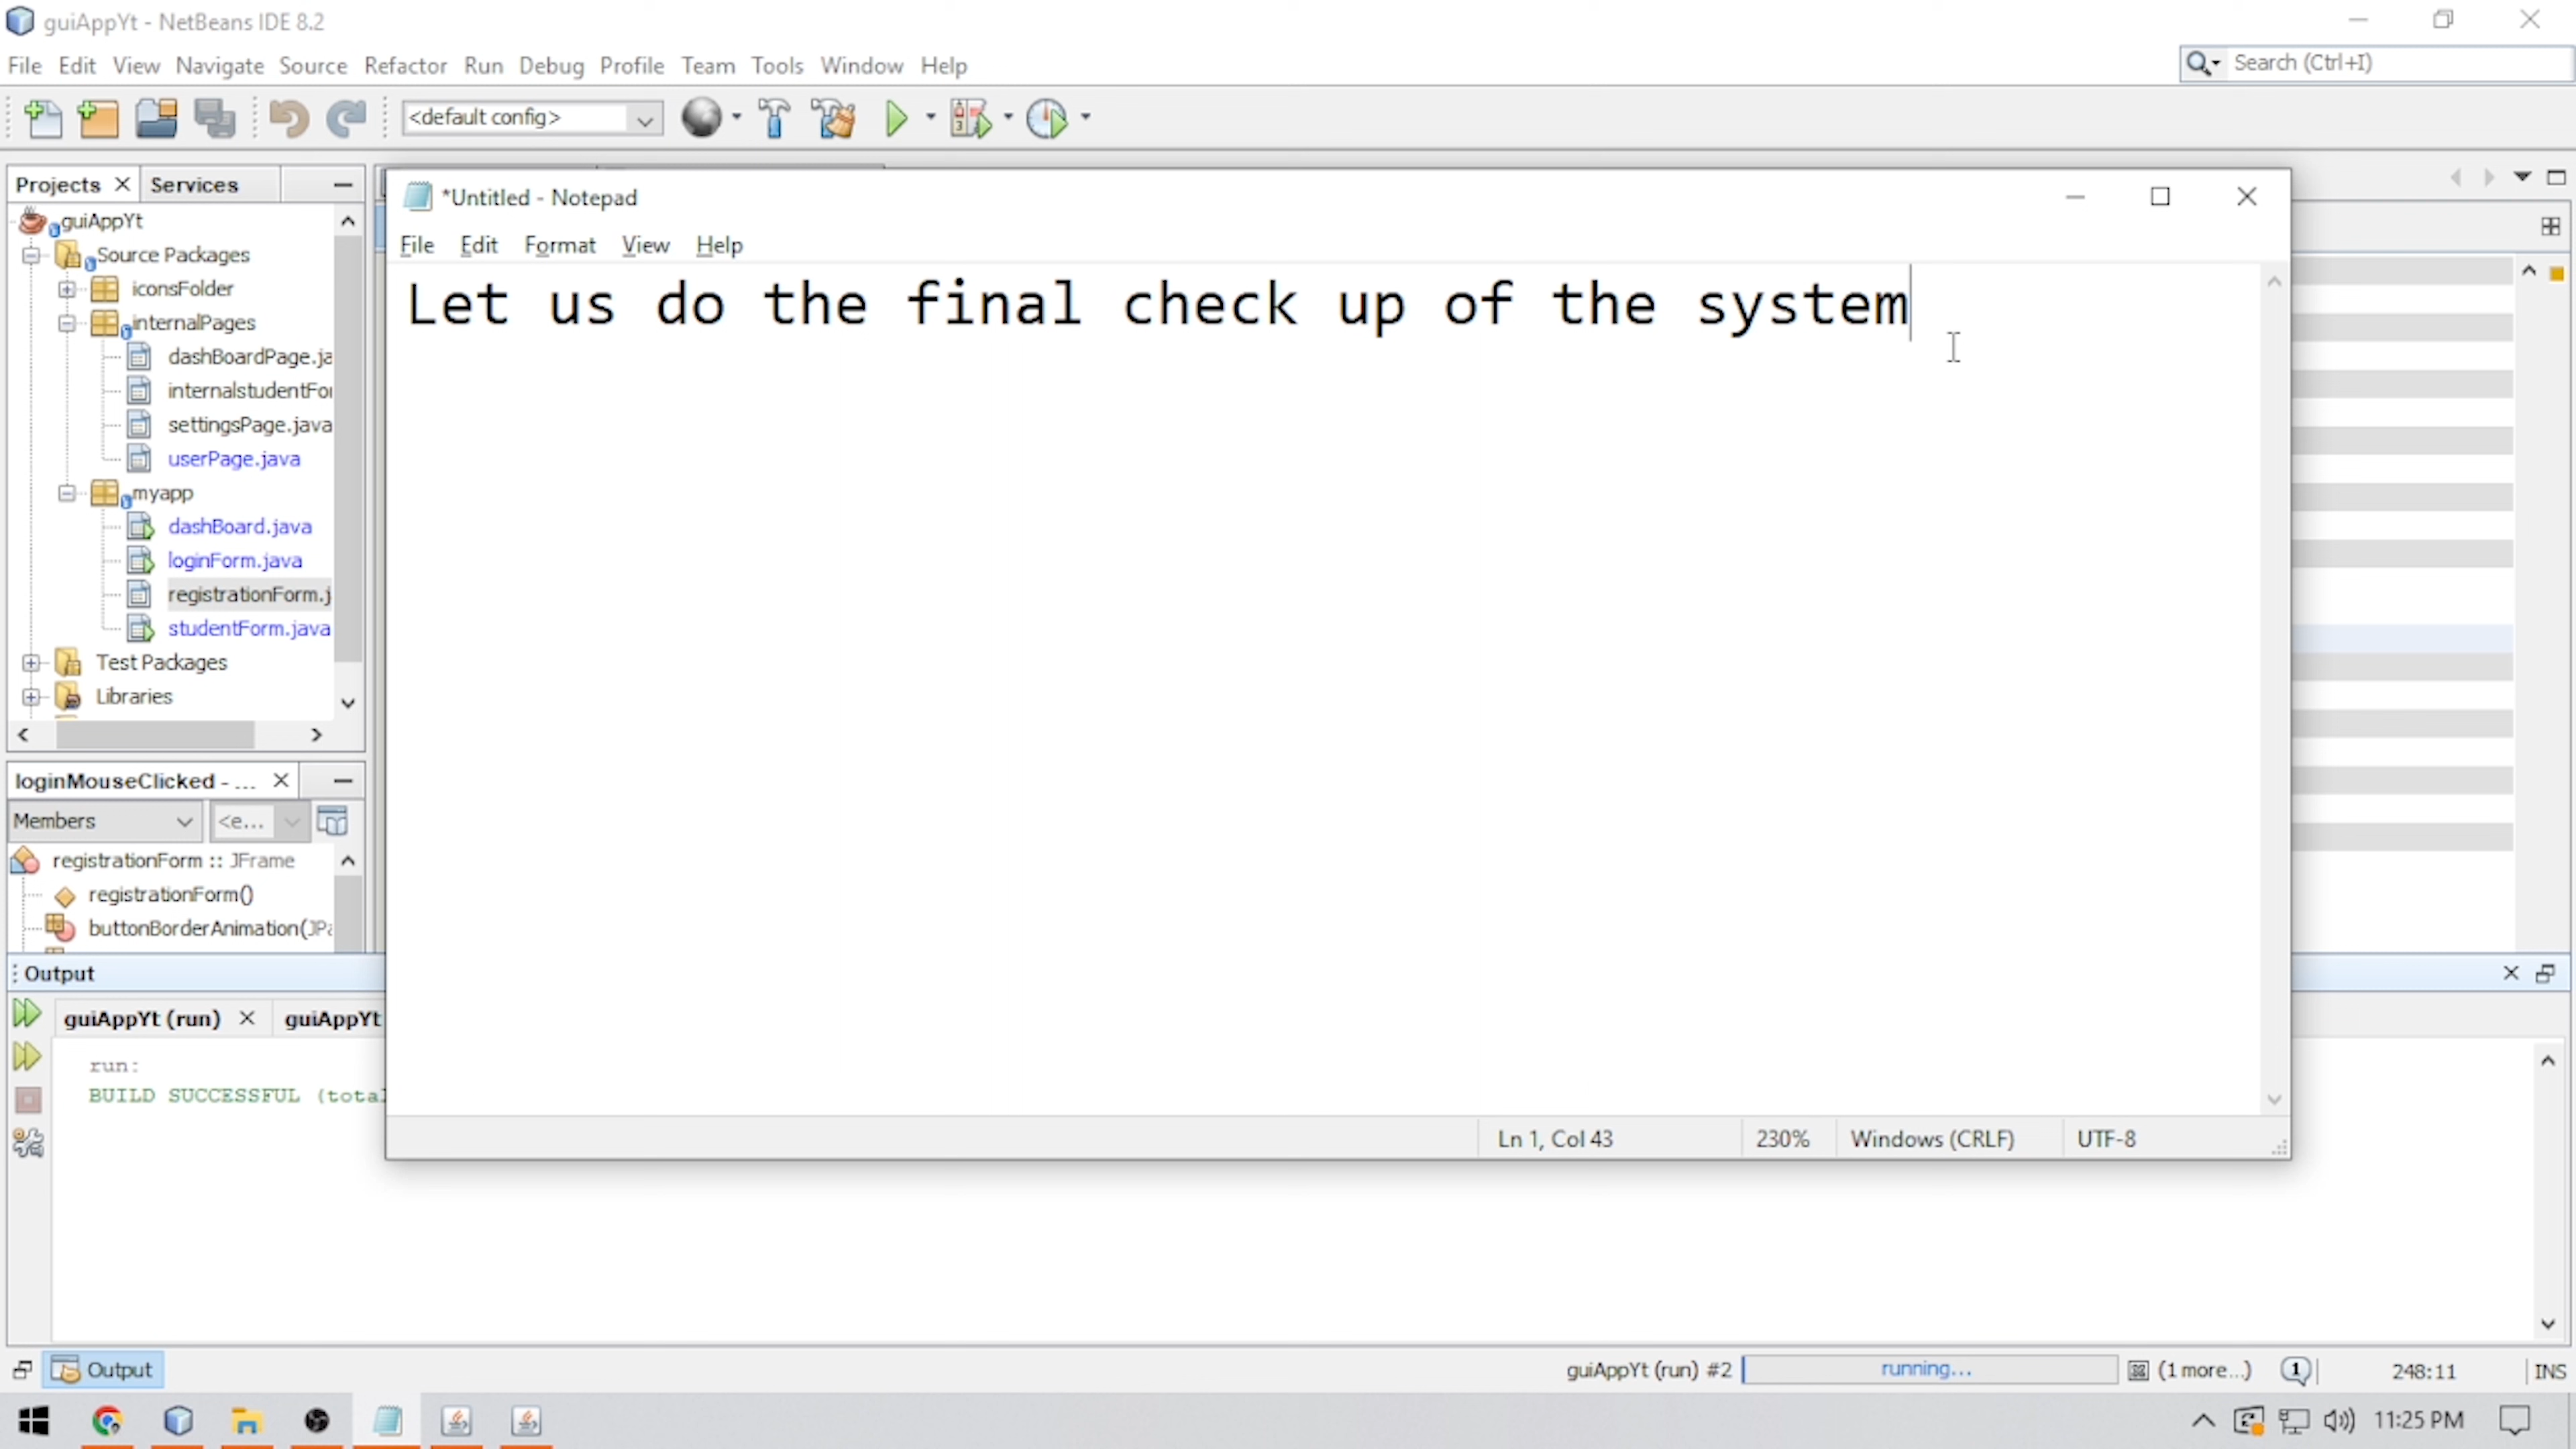 guiAppYt - NetBeans IDE 8.2
File Edit View Navigate Source Refactor Run Debug Profile Team Tools Window Help
Search (Ctrl+I)
<default config>
Projects
Services
guiAppYt
Source Packages
iconsFolder
internalPages
dashBoardPage.ja
internalstudentFor
settingsPage.java
userPage.java
myapp
dashBoard.java
loginForm.java
registrationForm.j
studentForm.java
Test Packages
Libraries
*Untitled - Notepad
File Edit Format View Help
Let us do the final check up of the system
Ln 1, Col 43
230%
Windows (CRLF)
UTF-8
loginMouseClicked - ...
Members
<e...
registrationForm :: JFrame
registrationForm()
buttonBorderAnimation(JPa
Output
guiAppYt (run)
guiAppYt
run:
BUILD SUCCESSFUL (total
Output
guiAppYt (run) #2
running...
(1 more...)
1
248:11
INS
11:25 PM